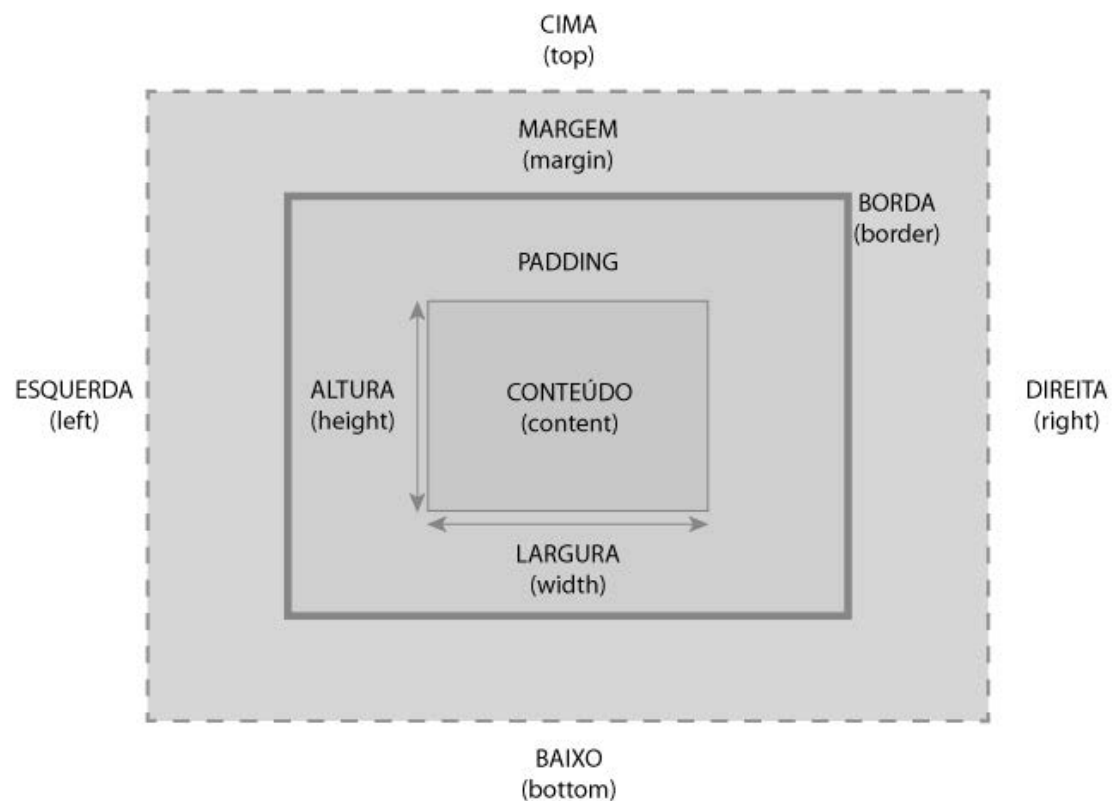 CIMA
(top)
MARGEM
(margin)
BORDA
(border)
PADDING
ESQUERDA
(left)
ALTURA
(height)
CONTEÚDO
(content)
DIREITA
(right)
LARGURA
(width)
BAIXO
(bottom)